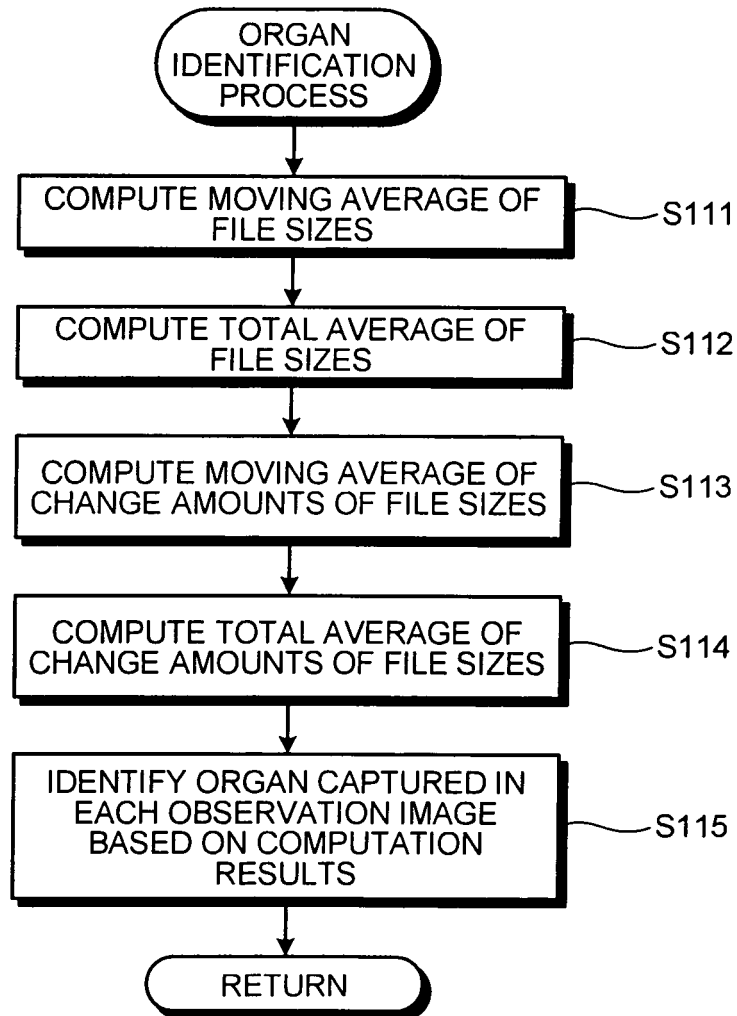 ORGAN
IDENTIFICATION
PROCESS
COMPUTE MOVING AVERAGE OF
FILE SIZES
S111
COMPUTE TOTAL AVERAGE OF
FILE SIZES
S112
COMPUTE MOVING AVERAGE OF
CHANGE AMOUNTS OF FILE SIZES
S113
COMPUTE TOTAL AVERAGE OF
CHANGE AMOUNTS OF FILE SIZES
S114
IDENTIFY ORGAN CAPTURED IN
EACH OBSERVATION IMAGE
BASED ON COMPUTATION
RESULTS
S115
RETURN